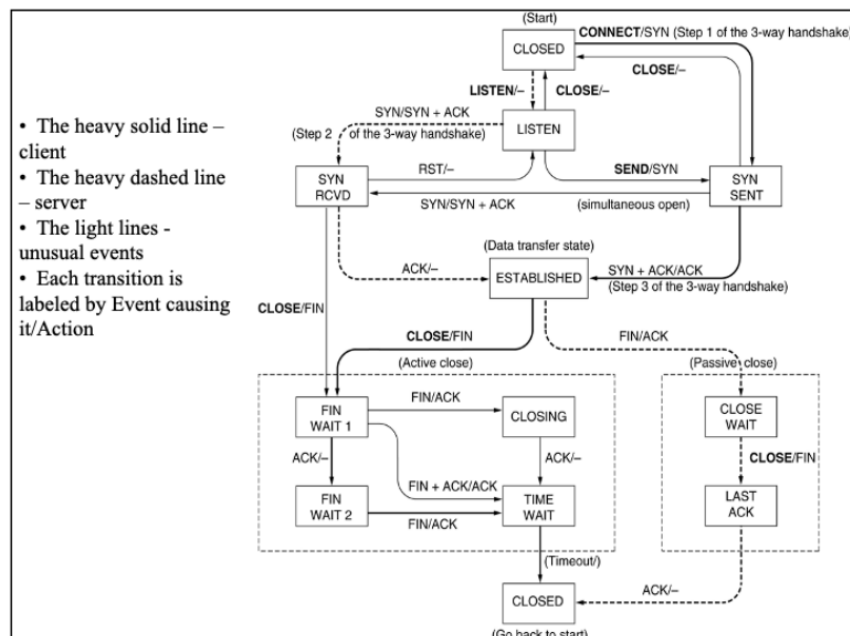 • The heavy solid line –
client
• The heavy dashed line
– server
• The light lines -
unusual events
• Each transition is
labeled by Event causing
it/Action
(Start)
CLOSED
CONNECT/SYN (Step 1 of the 3-way handshake)
CLOSE/–
LISTEN/–
CLOSE/–
SYN/SYN + ACK
(Step 2 of the 3-way handshake)
LISTEN
SYN
RCVD
RST/–
SEND/SYN
SYN
SENT
SYN/SYN + ACK
(simultaneous open)
(Data transfer state)
ACK/–
ESTABLISHED
SYN + ACK/ACK
(Step 3 of the 3-way handshake)
CLOSE/FIN
CLOSE/FIN
FIN/ACK
(Active close)
(Passive close)
FIN
WAIT 1
FIN/ACK
CLOSING
CLOSE
WAIT
ACK/–
ACK/–
CLOSE/FIN
FIN + ACK/ACK
FIN
WAIT 2
FIN/ACK
TIME
WAIT
LAST
ACK
(Timeout/)
CLOSED
ACK/–
(Go back to start)